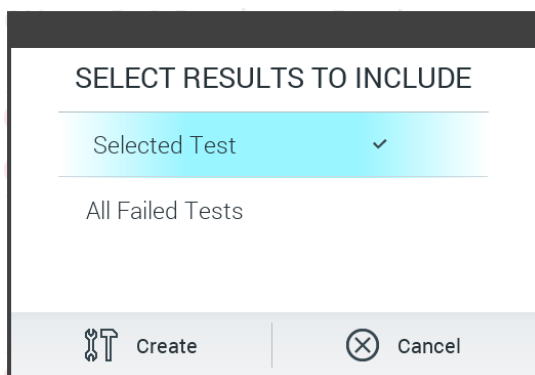 SELECT RESULTS TO INCLUDE
Selected Test
All Failed Tests
Create Cancel